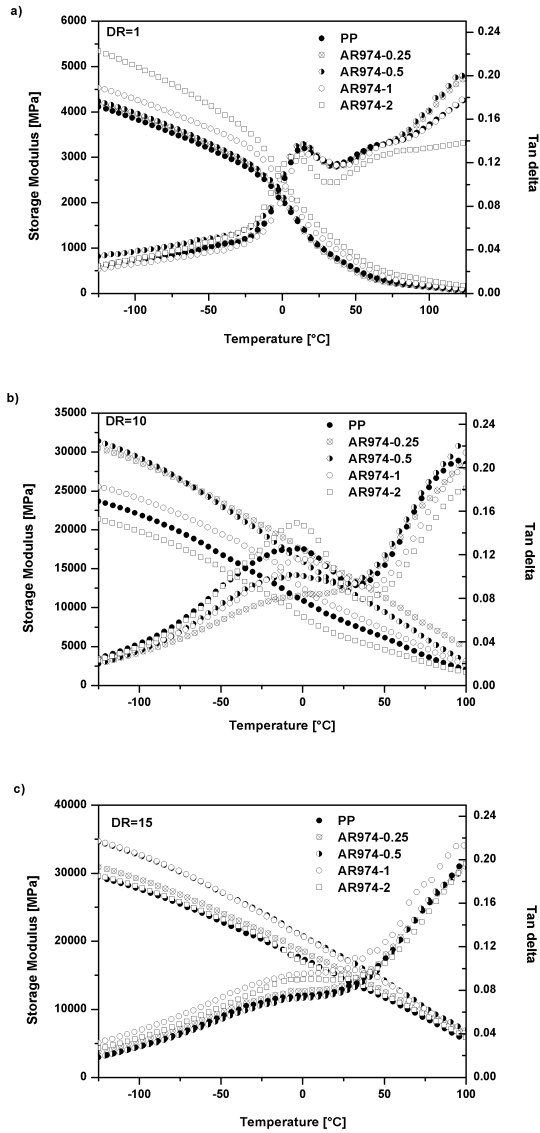 a)
DR=1
PP
AR974-0.25
AR974-0.5
AR974-1
AR974-2
6000
5000
4000
3000
2000
1000
0
0.24
0.20
0.16
0.12
0.08
0.04
0.00
-100
-50
0
50
100
Storage Modulus [MPa]
Tan delta
Temperature [°C]
b)
DR=10
PP
AR974-0.25
AR974-0.5
AR974-1
AR974-2
35000
30000
25000
20000
15000
10000
5000
0
0.24
0.20
0.16
0.12
0.08
0.04
0.00
-100
-50
0
50
100
Storage Modulus [MPa]
Tan delta
Temperature [°C]
c)
DR=15
PP
AR974-0.25
AR974-0.5
AR974-1
AR974-2
40000
30000
20000
10000
0
0.24
0.20
0.16
0.12
0.08
0.04
0.00
-100
-50
0
50
100
Storage Modulus [MPa]
Tan delta
Temperature [°C]